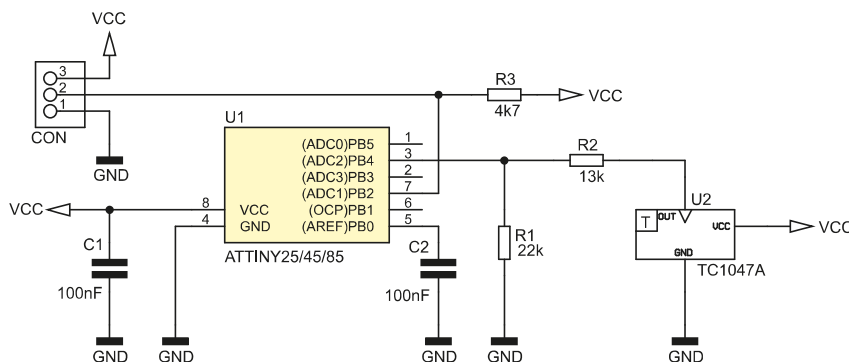 VCC
3
2
1
CON
GND
R3
4k7
VCC
U1
(ADC0)PB5 1
(ADC2)PB4 3
(ADC3)PB3 2
(ADC1)PB2 7
(OCP)PB1 6
(AREF)PB0 5
8 VCC
4 GND
ATTINY25/45/85
VCC
C1
100nF
GND
GND
C2
100nF
GND
R1
22k
GND
R2
13k
U2
T
OUT
VCC
GND
TC1047A
VCC
GND